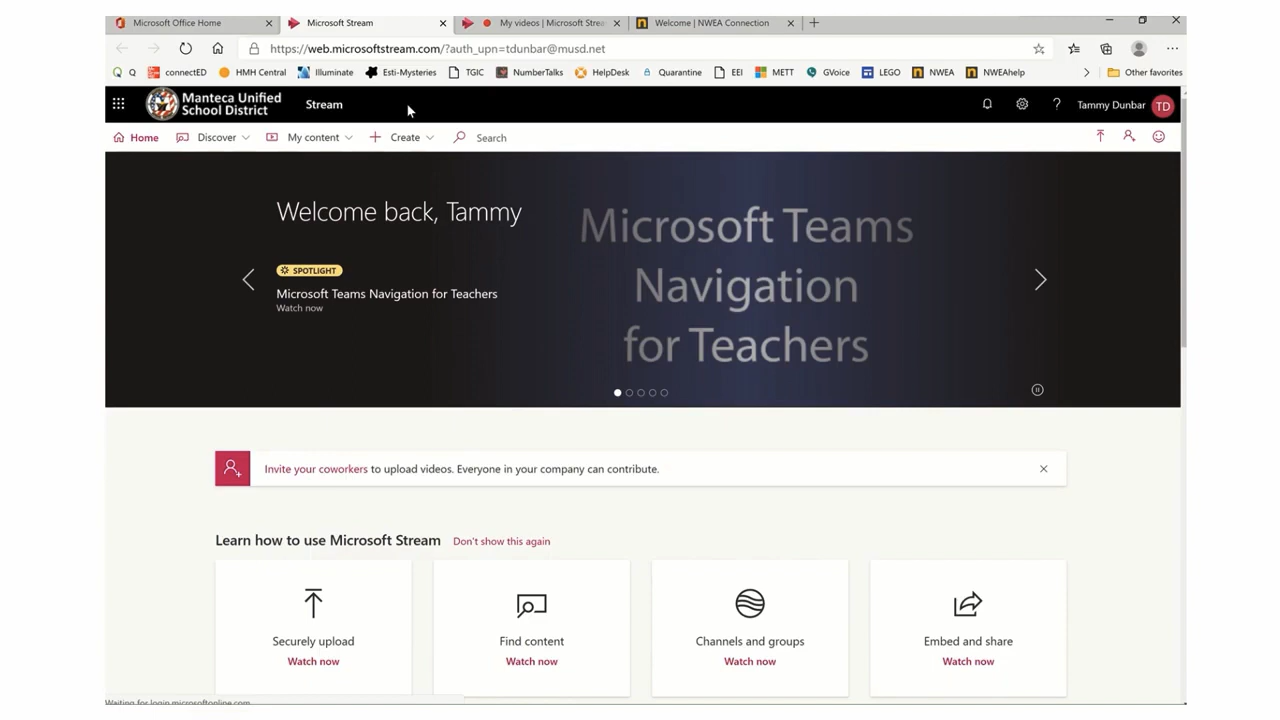 Microsoft Office Home
Microsoft Stream
My videos | Microsoft Strea
Welcome | NWEA Connection
https://web.microsoftstream.com/?auth_upn=tdunbar@musd.net
Q Q connectED HMH Central Illuminate Esti-Mysteries TGIC NumberTalks HelpDesk Quarantine EEI METT GVoice LEGO NWEA NWEAhelp Other favorites
Manteca Unified
School District
Stream
? Tammy Dunbar TD
Home Discover My content Create Search
Welcome back, Tammy
SPOTLIGHT
Microsoft Teams Navigation for Teachers
Watch now
Microsoft Teams
Navigation
for Teachers
Invite your coworkers to upload videos. Everyone in your company can contribute.
Learn how to use Microsoft Stream Don't show this again
Securely upload
Watch now
Find content
Watch now
Channels and groups
Watch now
Embed and share
Watch now
Waiting for login.microsoftonline.com